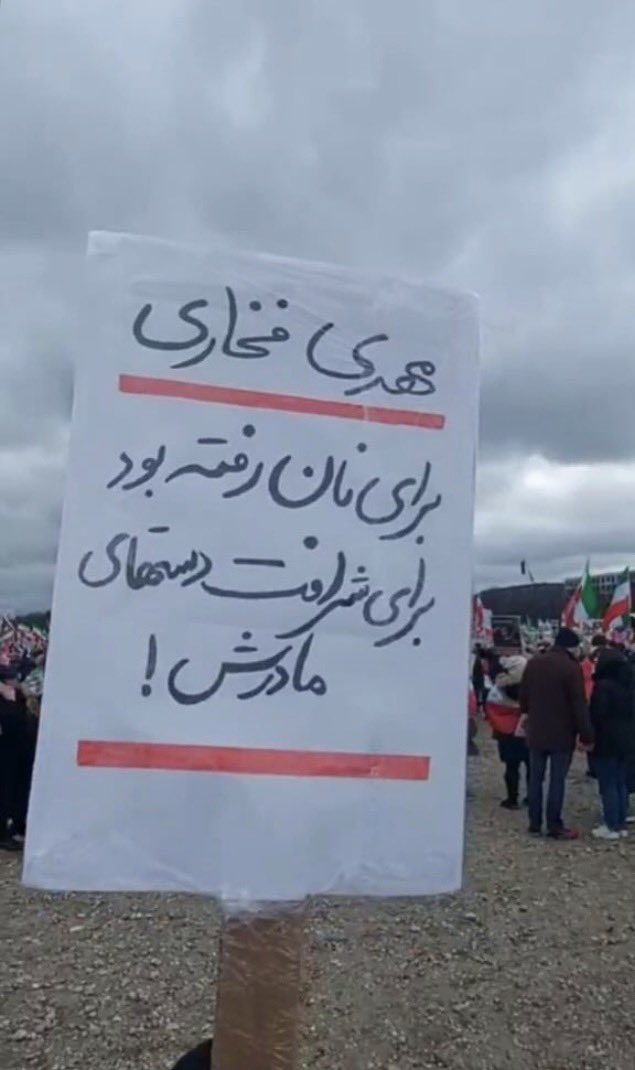 مهدی فخاری
برای نان رفته بود
برای شرافت دستهای
مادرش!